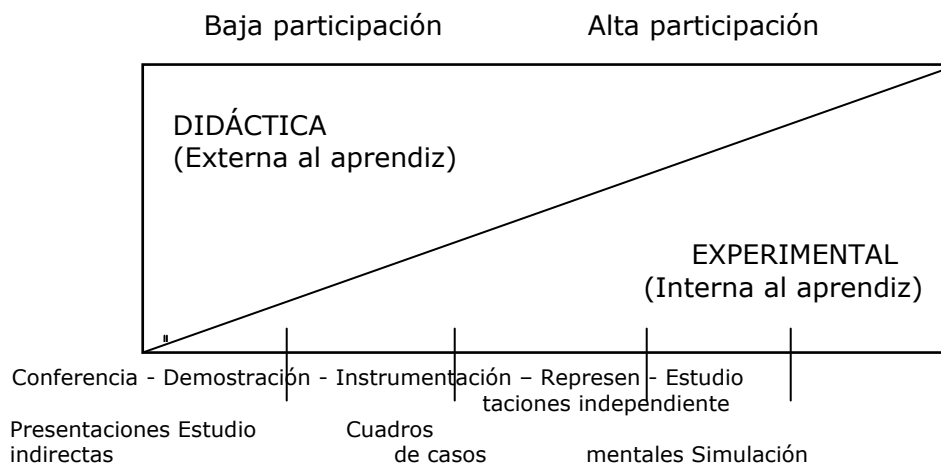 Baja participación Alta participación
DIDÁCTICA
(Externa al aprendiz)
EXPERIMENTAL
(Interna al aprendiz)
Conferencia - Demostración - Instrumentación – Represen - Estudio
taciones independiente
Presentaciones Estudio Cuadros
indirectas de casos mentales Simulación